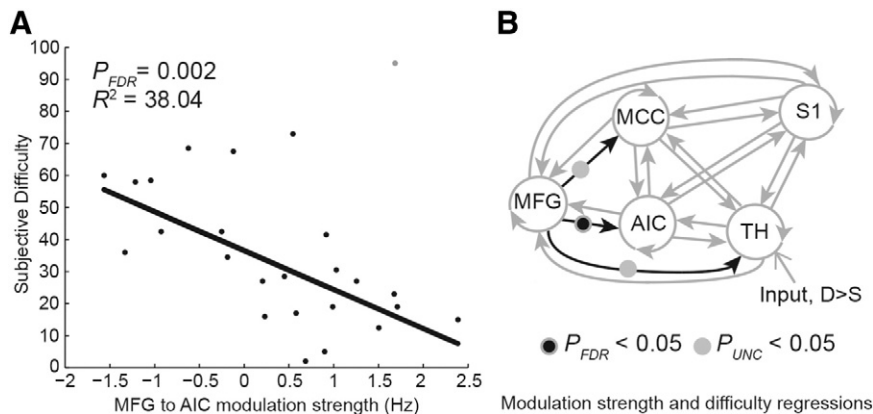 A
P_FDR = 0.002
R² = 38.04
Subjective Difficulty
100
90
80
70
60
50
40
30
20
10
0
−2 −1.5 −1 −0.5 0 0.5 1 1.5 2 2.5
MFG to AIC modulation strength (Hz)
B
MCC
S1
MFG
AIC
TH
Input, D>S
P_FDR < 0.05 P_UNC < 0.05
Modulation strength and difficulty regressions